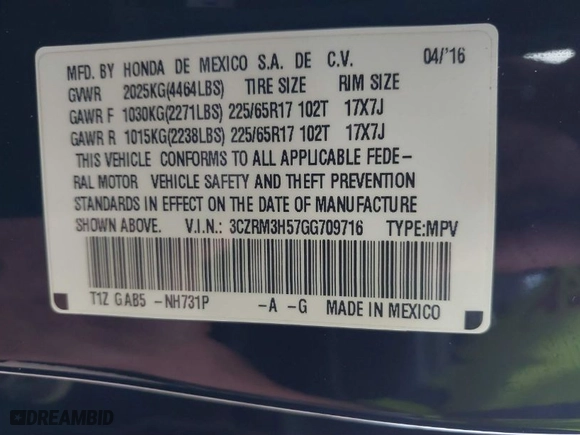 MFD. BY HONDA DE MEXICO S.A. DE C.V. 04/'16
GVWR 2025KG(4464LBS) TIRE SIZE RIM SIZE
GAWR F 1030KG(2271LBS) 225/65R17 102T 17X7J
GAWR R 1015KG(2238LBS) 225/65R17 102T 17X7J
THIS VEHICLE CONFORMS TO ALL APPLICABLE FEDE-
RAL MOTOR VEHICLE SAFETY AND THEFT PREVENTION
STANDARDS IN EFFECT ON THE DATE OF MANUFACTURE
SHOWN ABOVE. V.I.N.: 3CZRM3H57GG709716 TYPE:MPV
T1Z GAB5 -NH731P -A -G MADE IN MEXICO
DREAMBID